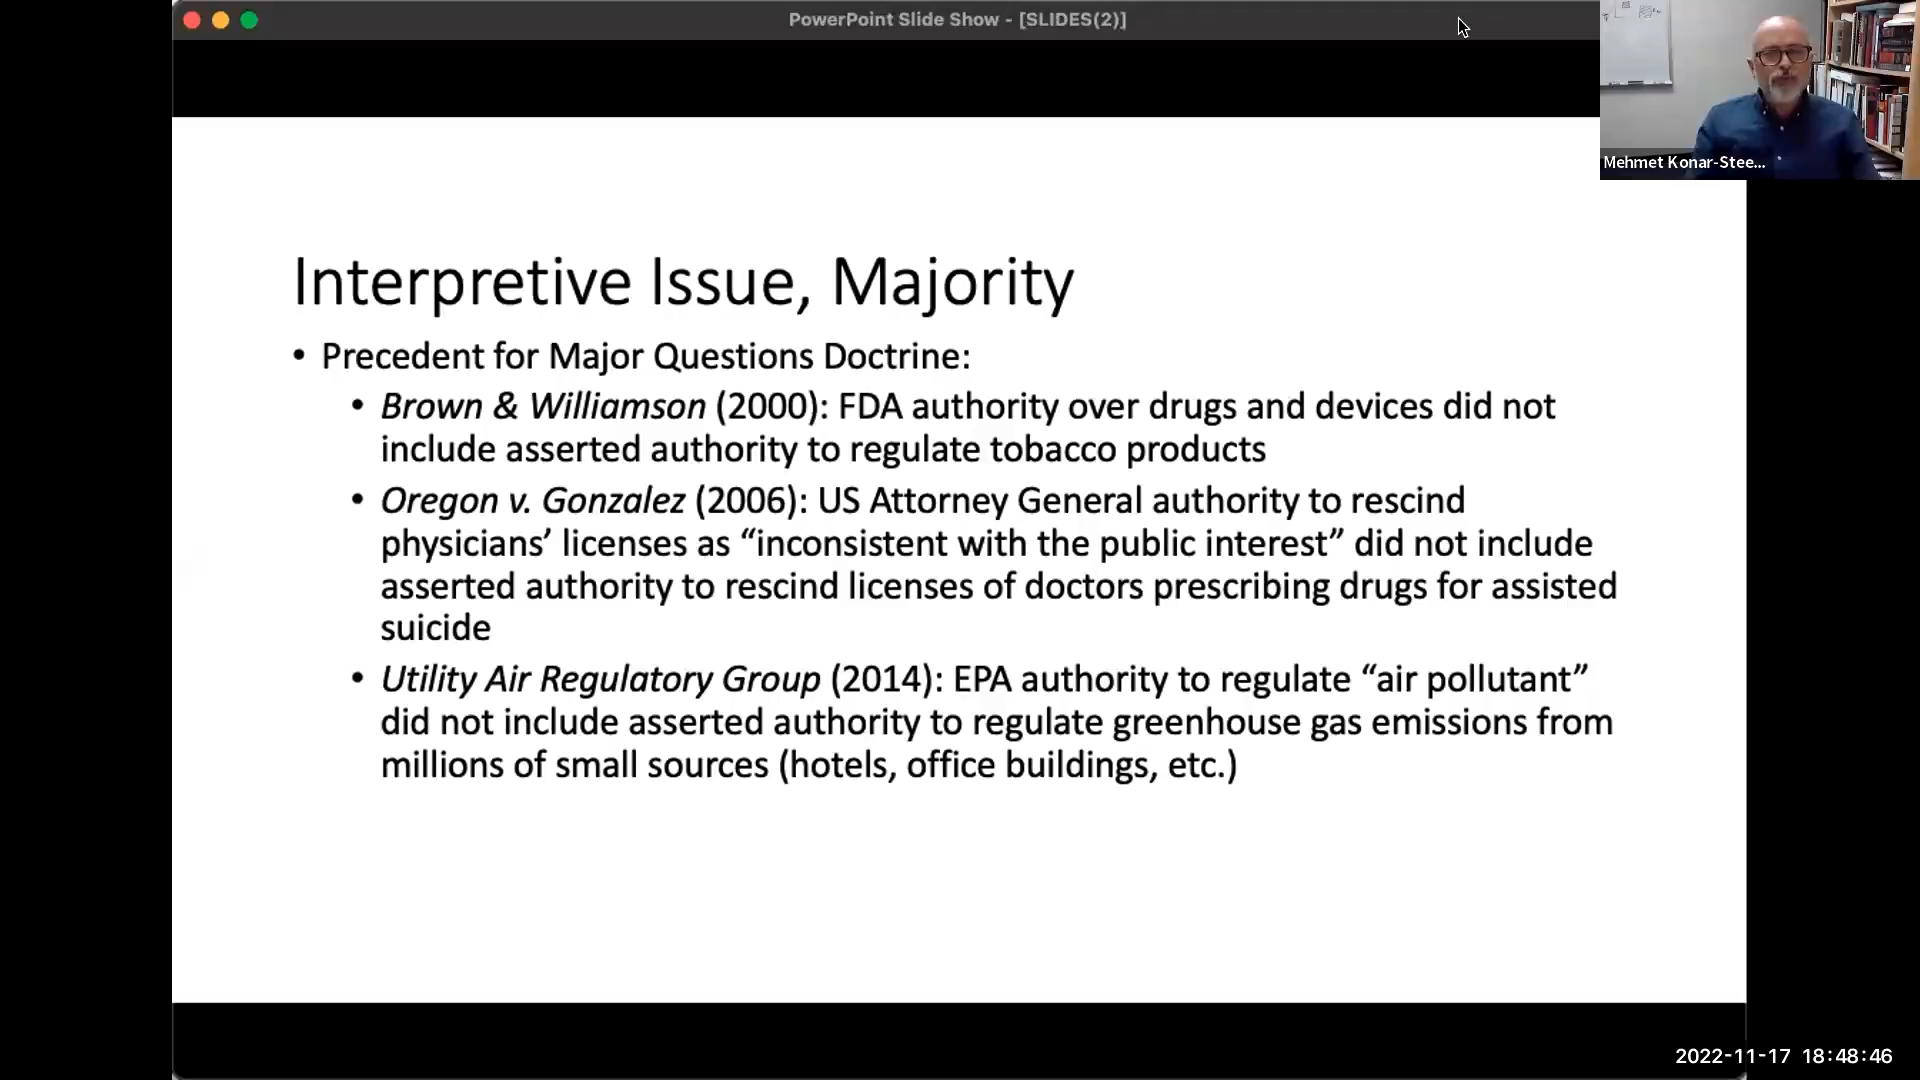 PowerPoint Slide Show - [SLIDES(2)]
Mehmet Konar-Stee...
Interpretive Issue, Majority
• Precedent for Major Questions Doctrine:
• Brown & Williamson (2000): FDA authority over drugs and devices did not
include asserted authority to regulate tobacco products
• Oregon v. Gonzalez (2006): US Attorney General authority to rescind
physicians’ licenses as “inconsistent with the public interest” did not include
asserted authority to rescind licenses of doctors prescribing drugs for assisted
suicide
• Utility Air Regulatory Group (2014): EPA authority to regulate “air pollutant”
did not include asserted authority to regulate greenhouse gas emissions from
millions of small sources (hotels, office buildings, etc.)
2022-11-17 18:48:46